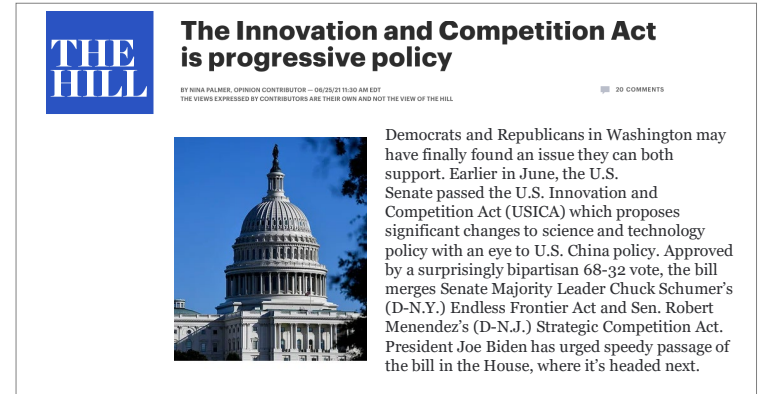 THE
HILL
The Innovation and Competition Act
is progressive policy
BY NINA PALMER, OPINION CONTRIBUTOR — 06/25/21 11:30 AM EDT
20 COMMENTS
THE VIEWS EXPRESSED BY CONTRIBUTORS ARE THEIR OWN AND NOT THE VIEW OF THE HILL
Democrats and Republicans in Washington may
have finally found an issue they can both
support. Earlier in June, the U.S.
Senate passed the U.S. Innovation and
Competition Act (USICA) which proposes
significant changes to science and technology
policy with an eye to U.S. China policy. Approved
by a surprisingly bipartisan 68-32 vote, the bill
merges Senate Majority Leader Chuck Schumer’s
(D-N.Y.) Endless Frontier Act and Sen. Robert
Menendez’s (D-N.J.) Strategic Competition Act.
President Joe Biden has urged speedy passage of
the bill in the House, where it’s headed next.